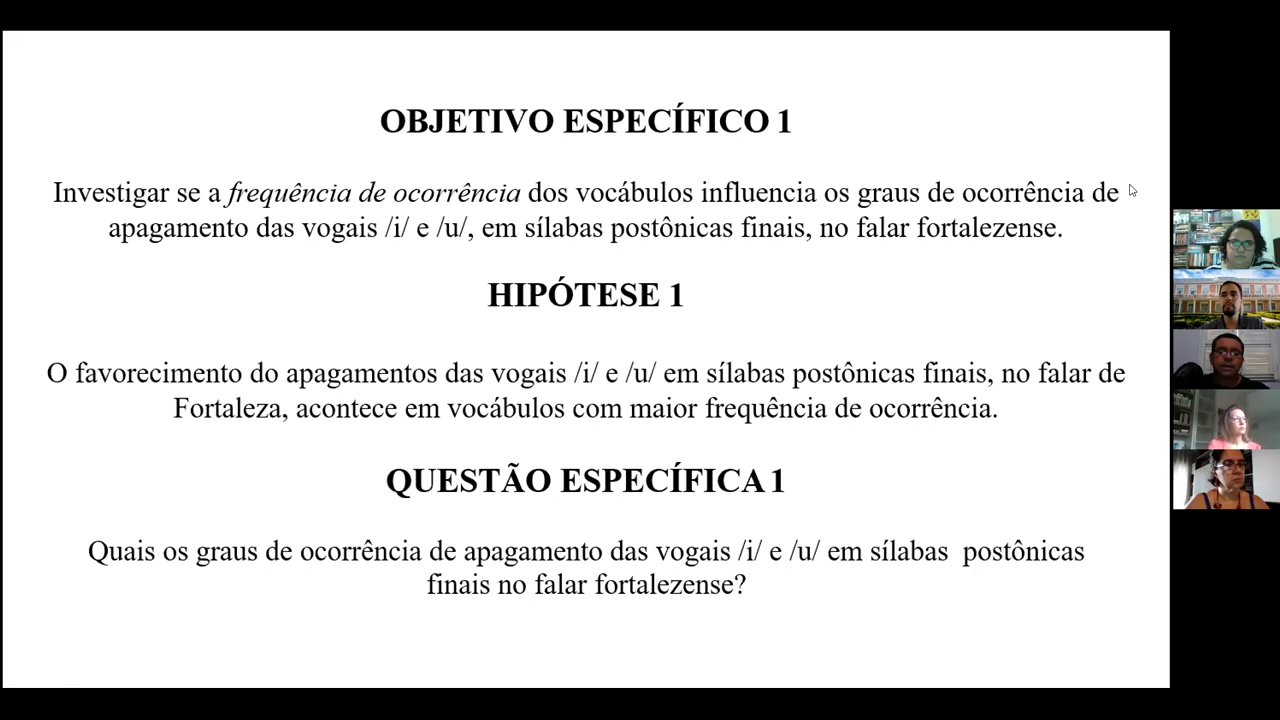 OBJETIVO ESPECÍFICO 1
Investigar se a frequência de ocorrência dos vocábulos influencia os graus de ocorrência de
apagamento das vogais /i/ e /u/, em sílabas postônicas finais, no falar fortalezense.
HIPÓTESE 1
O favorecimento do apagamentos das vogais /i/ e /u/ em sílabas postônicas finais, no falar de
Fortaleza, acontece em vocábulos com maior frequência de ocorrência.
QUESTÃO ESPECÍFICA 1
Quais os graus de ocorrência de apagamento das vogais /i/ e /u/ em sílabas  postônicas
finais no falar fortalezense?